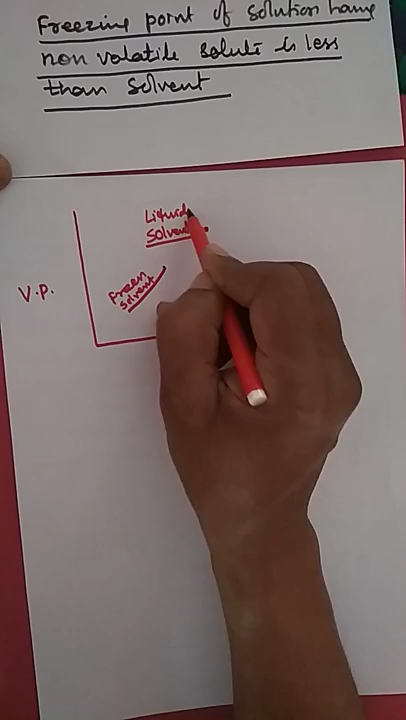 Freezing point of solution having
non volatile solute is less
than solvent
Liquid
Solvent
V.P.
Frozen
solvent